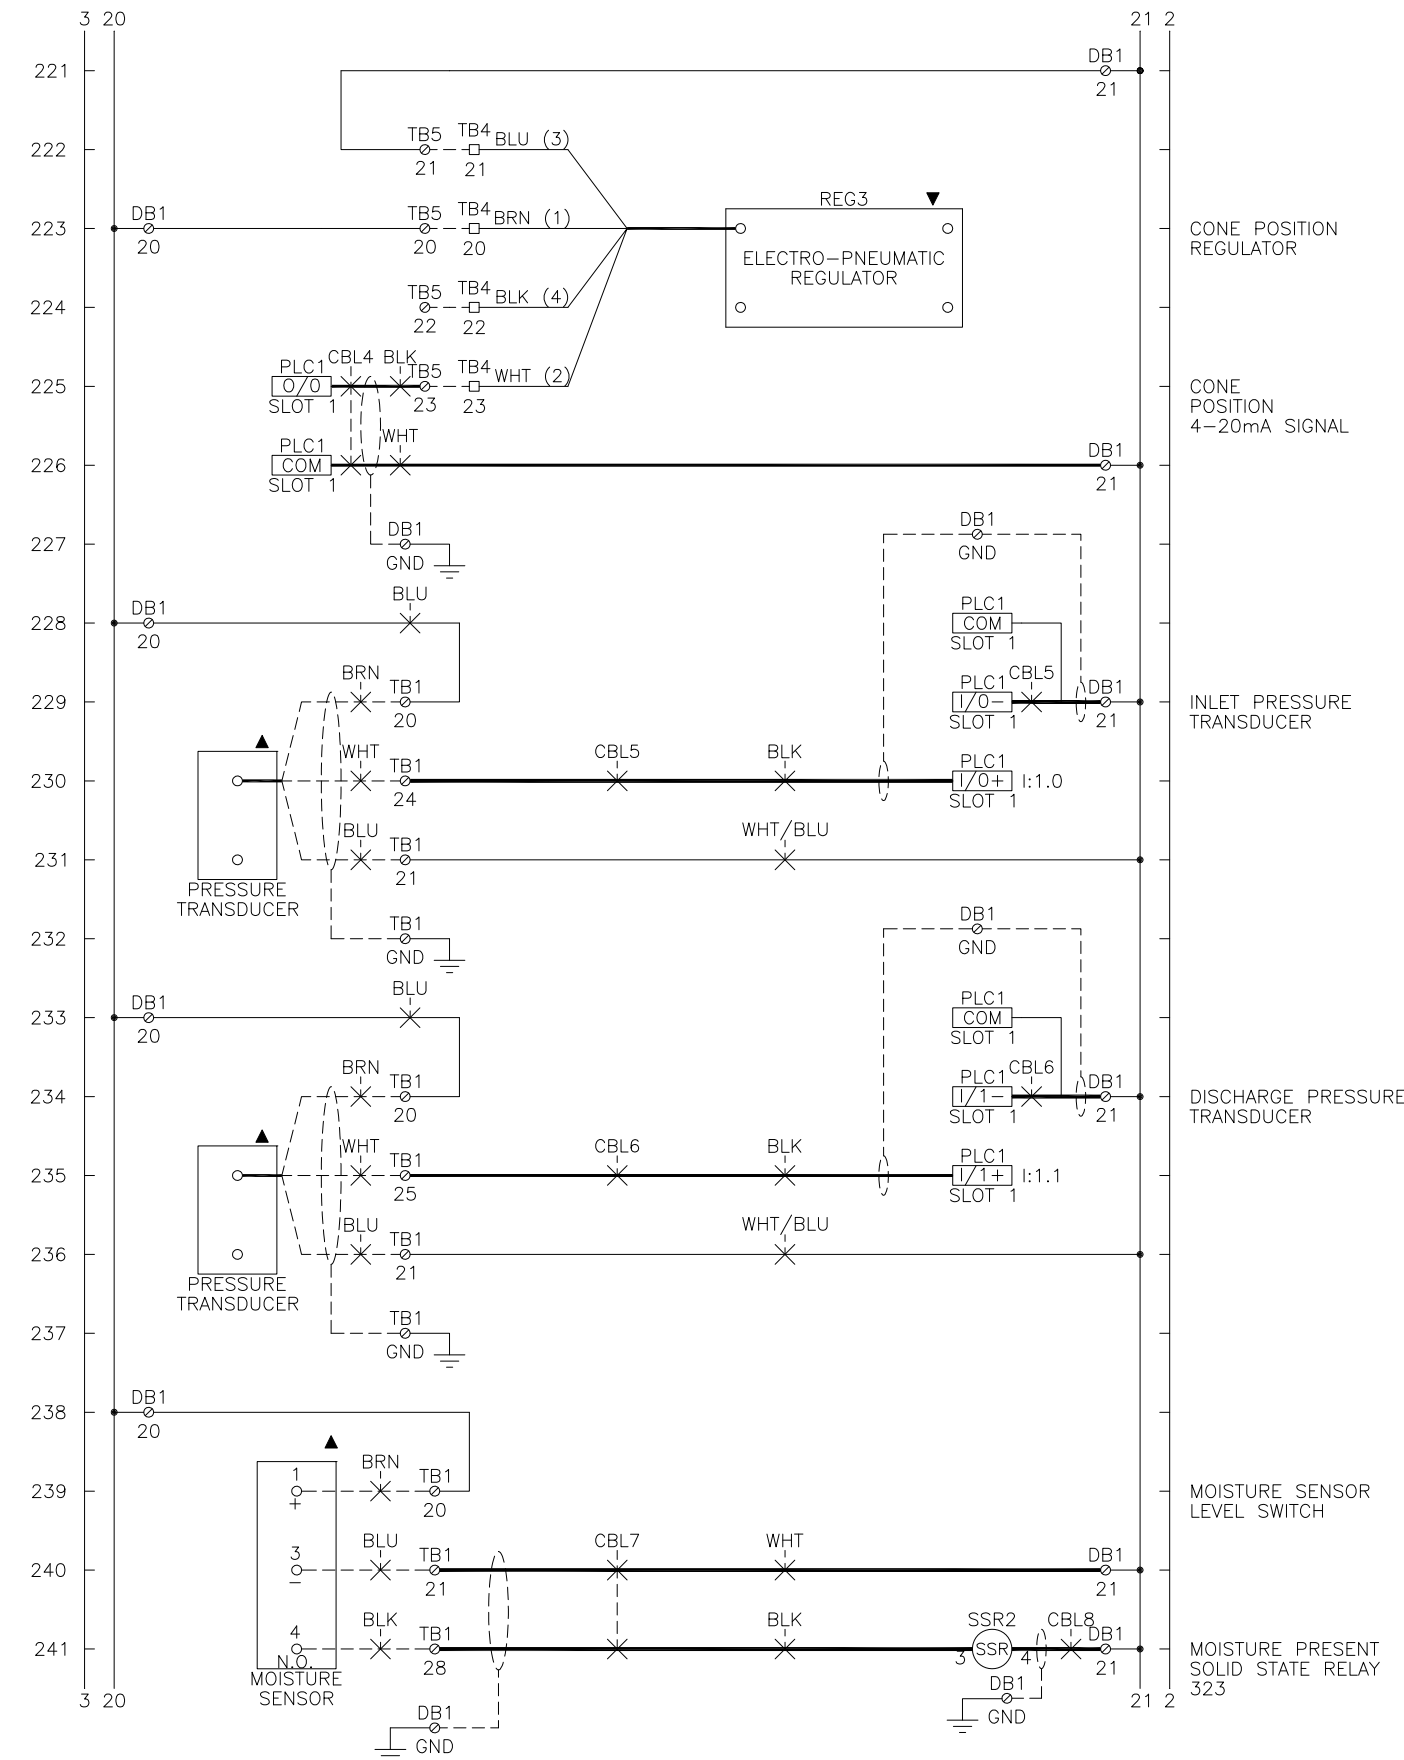 3 20
21 2
221
DB1
21
222
TB5
21
TB4
21
BLU (3)
223
DB1
20
TB5
20
TB4
20
BRN (1)
REG3
ELECTRO-PNEUMATIC
REGULATOR
CONE POSITION
REGULATOR
224
TB5
22
TB4
22
BLK (4)
225
PLC1
O/0
SLOT 1
CBL4
BLK
TB5
23
TB4
23
WHT (2)
CONE
POSITION
4-20mA SIGNAL
226
PLC1
COM
SLOT 1
WHT
DB1
21
227
DB1
GND
DB1
GND
228
DB1
20
BLU
PLC1
COM
SLOT 1
229
BRN
TB1
20
PLC1
I/0-
SLOT 1
CBL5
DB1
21
INLET PRESSURE
TRANSDUCER
230
WHT
TB1
24
CBL5
BLK
PLC1
I/0+
SLOT 1
I:1.0
231
BLU
TB1
21
WHT/BLU
PRESSURE
TRANSDUCER
232
TB1
GND
DB1
GND
233
DB1
20
BLU
PLC1
COM
SLOT 1
234
BRN
TB1
20
PLC1
I/1-
SLOT 1
CBL6
DB1
21
DISCHARGE PRESSURE
TRANSDUCER
235
WHT
TB1
25
CBL6
BLK
PLC1
I/1+
SLOT 1
I:1.1
236
BLU
TB1
21
WHT/BLU
PRESSURE
TRANSDUCER
237
TB1
GND
238
DB1
20
239
1
+
BRN
TB1
20
MOISTURE SENSOR
LEVEL SWITCH
240
3
-
BLU
TB1
21
CBL7
WHT
DB1
21
241
4
N.O.
MOISTURE
SENSOR
BLK
TB1
28
BLK
SSR2
3 SSR 4
CBL8
DB1
21
MOISTURE PRESENT
SOLID STATE RELAY
323
DB1
GND
3 20
21 2
DB1
GND